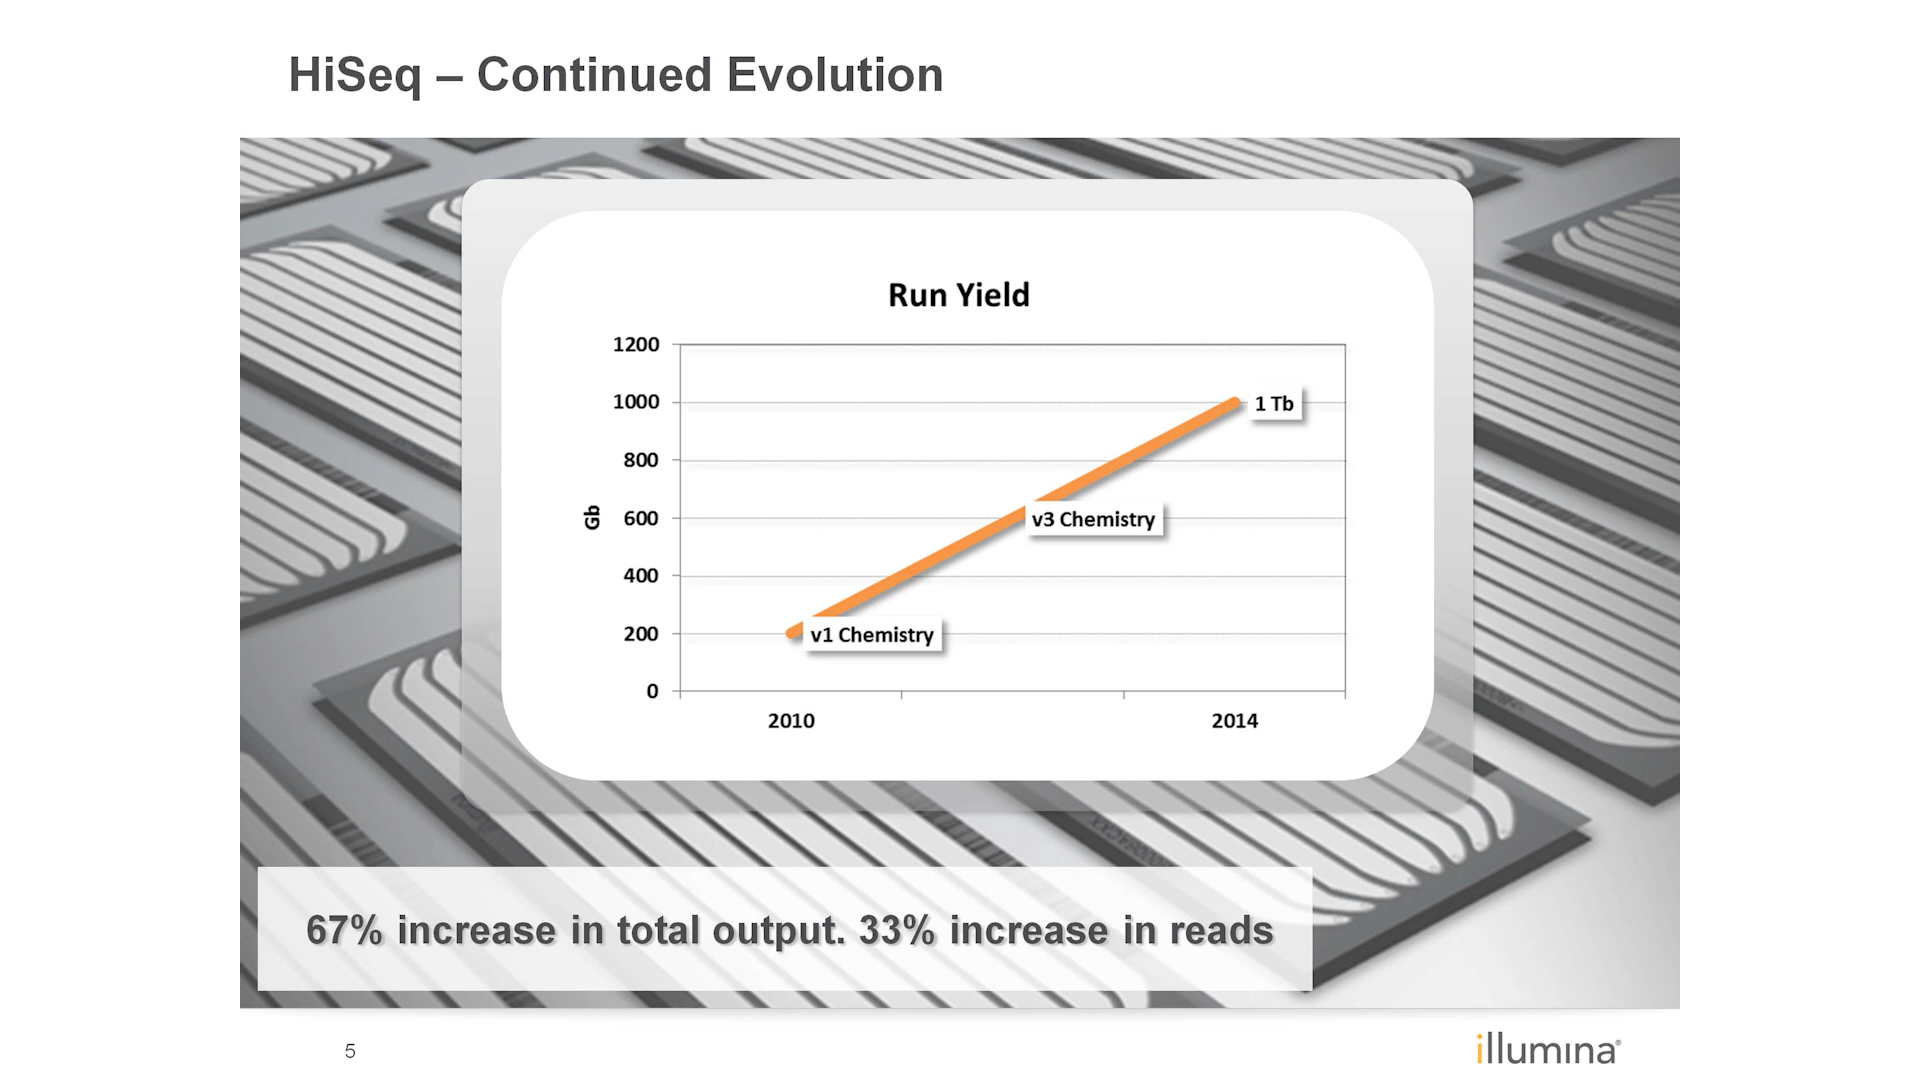 HiSeq – Continued Evolution
Run Yield
1200
1000
800
600
400
200
0
Gb
1 Tb
v3 Chemistry
v1 Chemistry
2010
2014
67% increase in total output. 33% increase in reads
5
illumina®